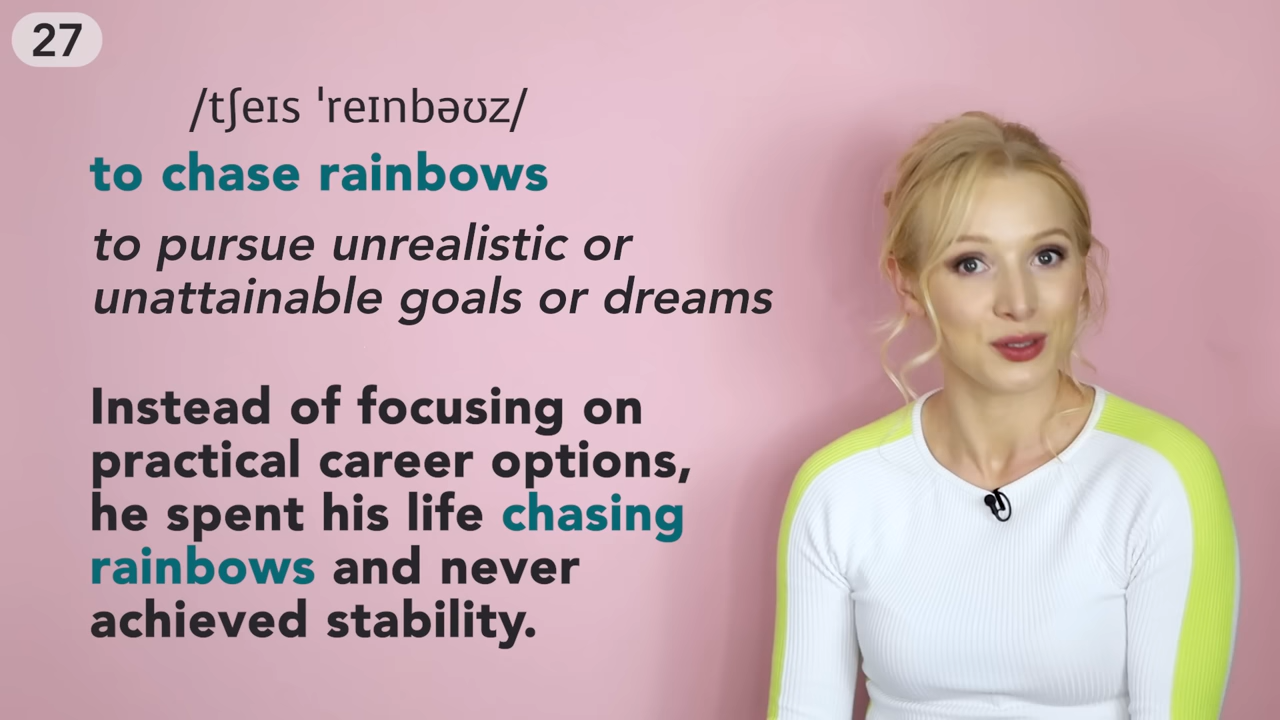 27
/tʃeɪs ˈreɪnbəʊz/
to chase rainbows
to pursue unrealistic or
unattainable goals or dreams
Instead of focusing on
practical career options,
he spent his life chasing
rainbows and never
achieved stability.